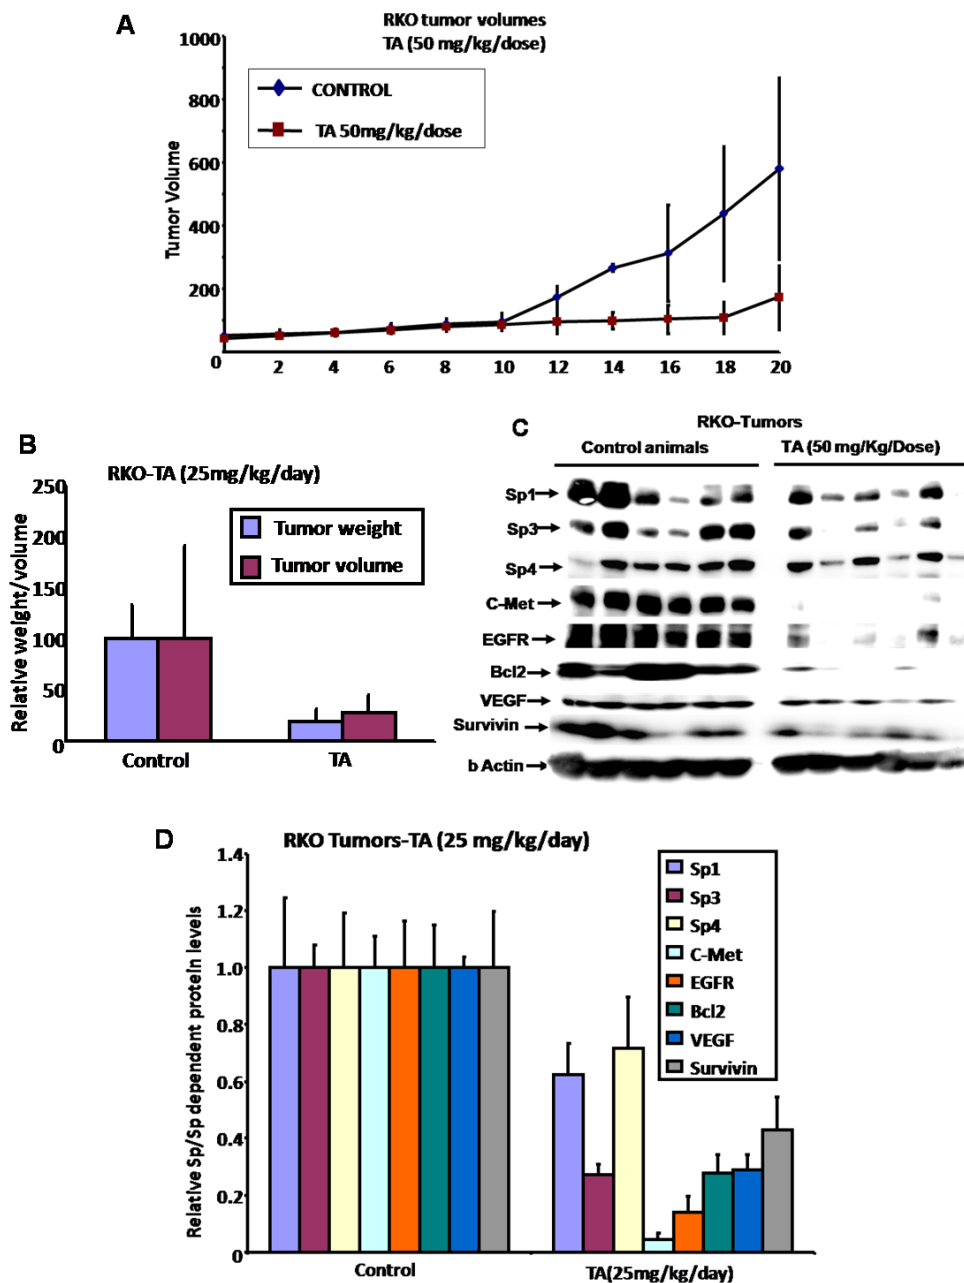 A
RKO tumor volumes
TA (50 mg/kg/dose)
1000
800
600
400
200
0
Tumor Volume
CONTROL
TA 50mg/kg/dose
2 4 6 8 10 12 14 16 18 20
B
RKO-TA (25mg/kg/day)
250
200
150
100
50
0
Relative weight/volume
Tumor weight
Tumor volume
Control TA
C
RKO-Tumors
Control animals TA (50 mg/Kg/Dose)
Sp1
Sp3
Sp4
C-Met
EGFR
Bcl2
VEGF
Survivin
b Actin
D
RKO Tumors-TA (25 mg/kg/day)
1.4
1.2
1.0
0.8
0.6
0.4
0.2
0
Relative Sp/Sp dependent protein levels
Sp1
Sp3
Sp4
C-Met
EGFR
Bcl2
VEGF
Survivin
Control TA(25mg/kg/day)